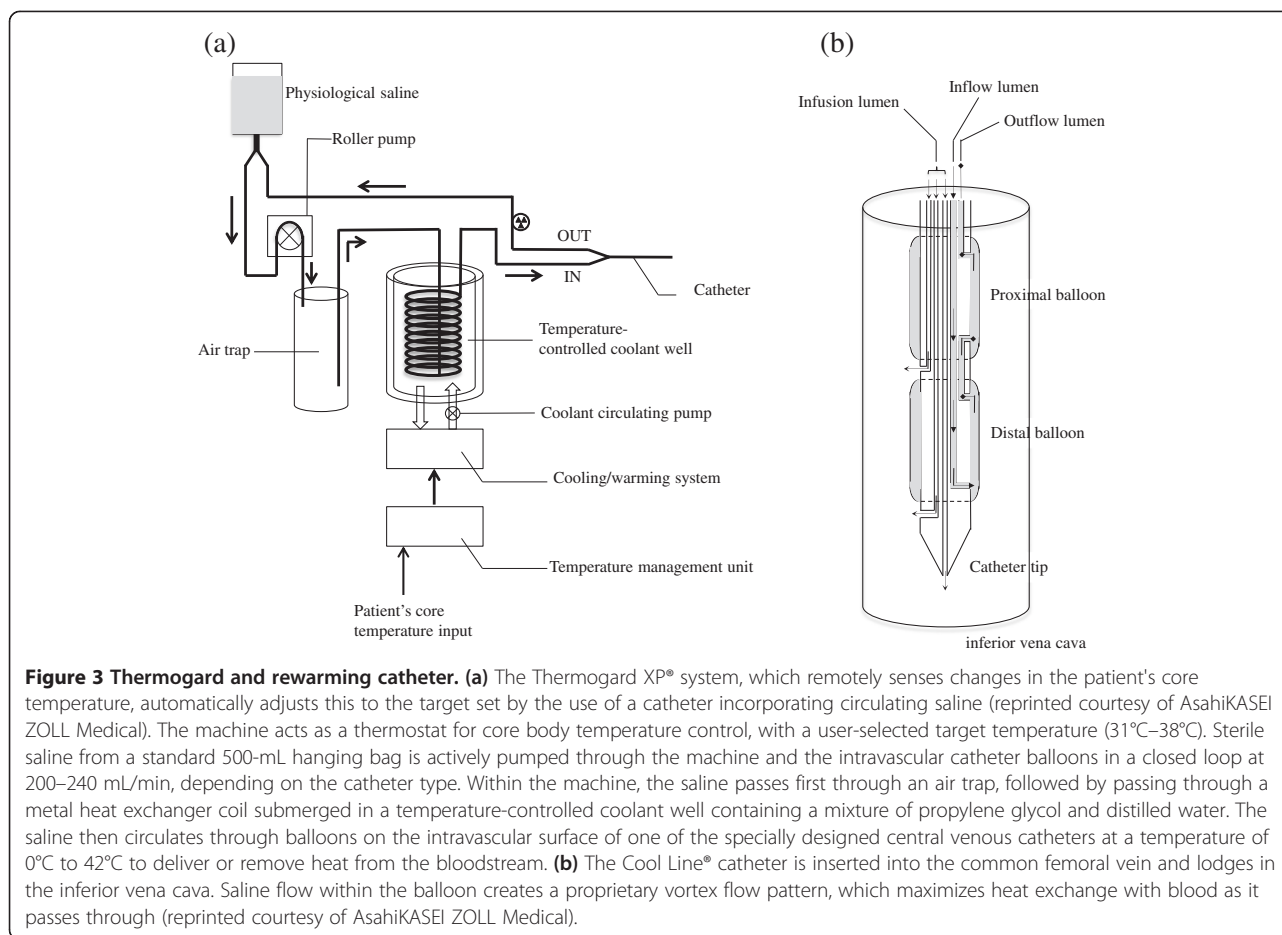 (a)
Physiological saline
Roller pump
OUT
IN
Catheter
Air trap
Temperature-
controlled coolant well
Coolant circulating pump
Cooling/warming system
Temperature management unit
Patient's core
temperature input
(b)
Infusion lumen
Inflow lumen
Outflow lumen
Proximal balloon
Distal balloon
Catheter tip
inferior vena cava
Figure 3 Thermogard and rewarming catheter. (a) The Thermogard XP® system, which remotely senses changes in the patient's core
temperature, automatically adjusts this to the target set by the use of a catheter incorporating circulating saline (reprinted courtesy of AsahiKASEI
ZOLL Medical). The machine acts as a thermostat for core body temperature control, with a user-selected target temperature (31°C–38°C). Sterile
saline from a standard 500-mL hanging bag is actively pumped through the machine and the intravascular catheter balloons in a closed loop at
200–240 mL/min, depending on the catheter type. Within the machine, the saline passes first through an air trap, followed by passing through a
metal heat exchanger coil submerged in a temperature-controlled coolant well containing a mixture of propylene glycol and distilled water. The
saline then circulates through balloons on the intravascular surface of one of the specially designed central venous catheters at a temperature of
0°C to 42°C to deliver or remove heat from the bloodstream. (b) The Cool Line® catheter is inserted into the common femoral vein and lodges in
the inferior vena cava. Saline flow within the balloon creates a proprietary vortex flow pattern, which maximizes heat exchange with blood as it
passes through (reprinted courtesy of AsahiKASEI ZOLL Medical).